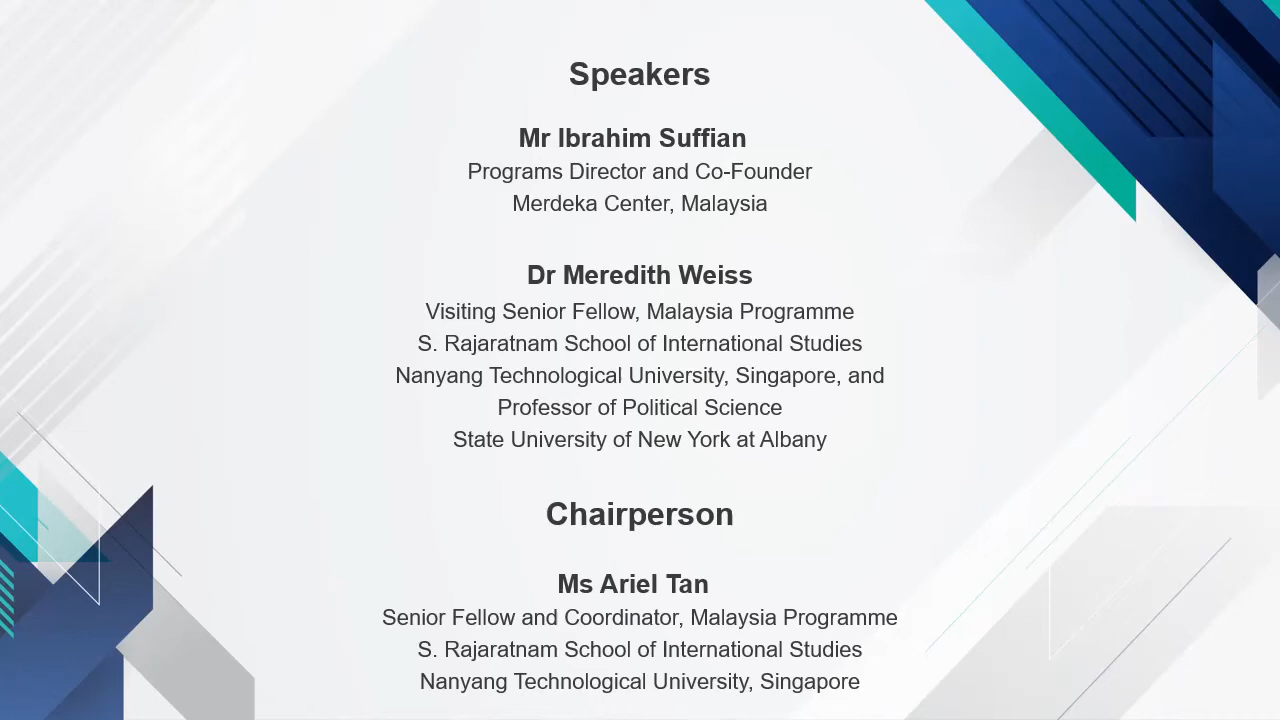 Speakers
Mr Ibrahim Suffian
Programs Director and Co-Founder
Merdeka Center, Malaysia
Dr Meredith Weiss
Visiting Senior Fellow, Malaysia Programme
S. Rajaratnam School of International Studies
Nanyang Technological University, Singapore, and
Professor of Political Science
State University of New York at Albany
Chairperson
Ms Ariel Tan
Senior Fellow and Coordinator, Malaysia Programme
S. Rajaratnam School of International Studies
Nanyang Technological University, Singapore